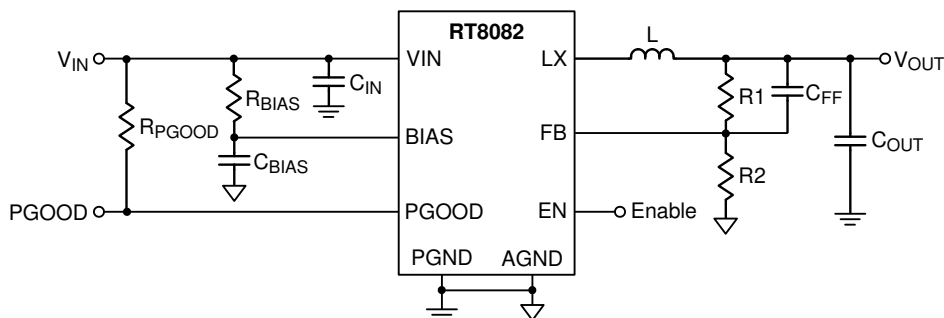 RT8082
VIN
VIN
LX
L
VOUT
CIN
RBIAS
R1
CFF
RPGOOD
BIAS
FB
COUT
CBIAS
R2
PGOOD
PGOOD
EN
Enable
PGND
AGND